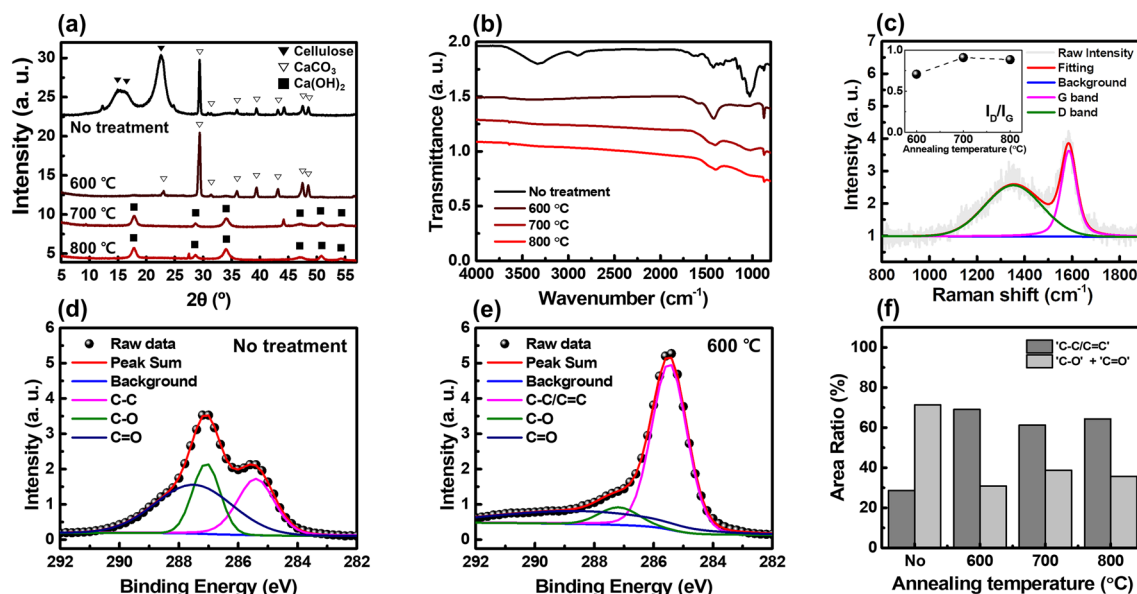 (a)
Intensity (a. u.)
30
25
20
15
10
5
Cellulose
CaCO3
Ca(OH)2
No treatment
600 ℃
700 ℃
800 ℃
5 10 15 20 25 30 35 40 45 50 55
2θ (º)
(b)
Transmittance (a. u.)
2.0
1.5
1.0
0.5
0.0
No treatment
600 °C
700 °C
800 °C
4000 3500 3000 2500 2000 1500 1000
Wavenumber (cm-1)
(c)
Intensity (a. u.)
7
6
5
4
3
2
1
0
1.0
0.5
0.0
ID/IG
600 700 800
Annealing temperature (°C)
Raw Intensity
Fitting
Background
G band
D band
800 1000 1200 1400 1600 1800
Raman shift (cm-1)
(d)
Intensity (a. u.)
6
5
4
3
2
1
0
Raw data
Peak Sum
Background
C-C
C-O
C=O
No treatment
292 290 288 286 284 282
Binding Energy (eV)
(e)
Intensity (a. u.)
6
5
4
3
2
1
0
Raw data
Peak Sum
Background
C-C/C=C
C-O
C=O
600 ℃
292 290 288 286 284 282
Binding Energy (eV)
(f)
Area Ratio (%)
100
80
60
40
20
0
'C-C/C=C'
'C-O' + 'C=O'
No 600 700 800
Annealing temperature (°C)